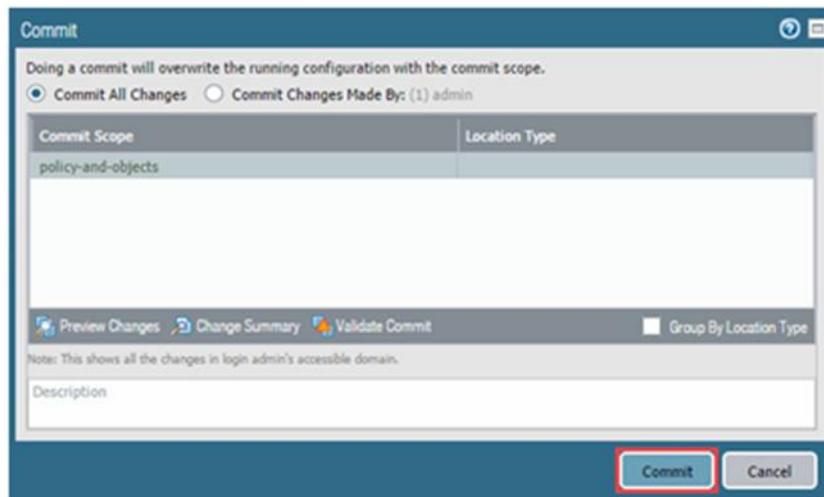 Commit
Doing a commit will overwrite the running configuration with the commit scope.
Commit All Changes Commit Changes Made By: (1) admin
Commit Scope Location Type
policy-and-objects
Preview Changes Change Summary Validate Commit Group By Location Type
Note: This shows all the changes in login admin's accessible domain.
Description
Commit Cancel